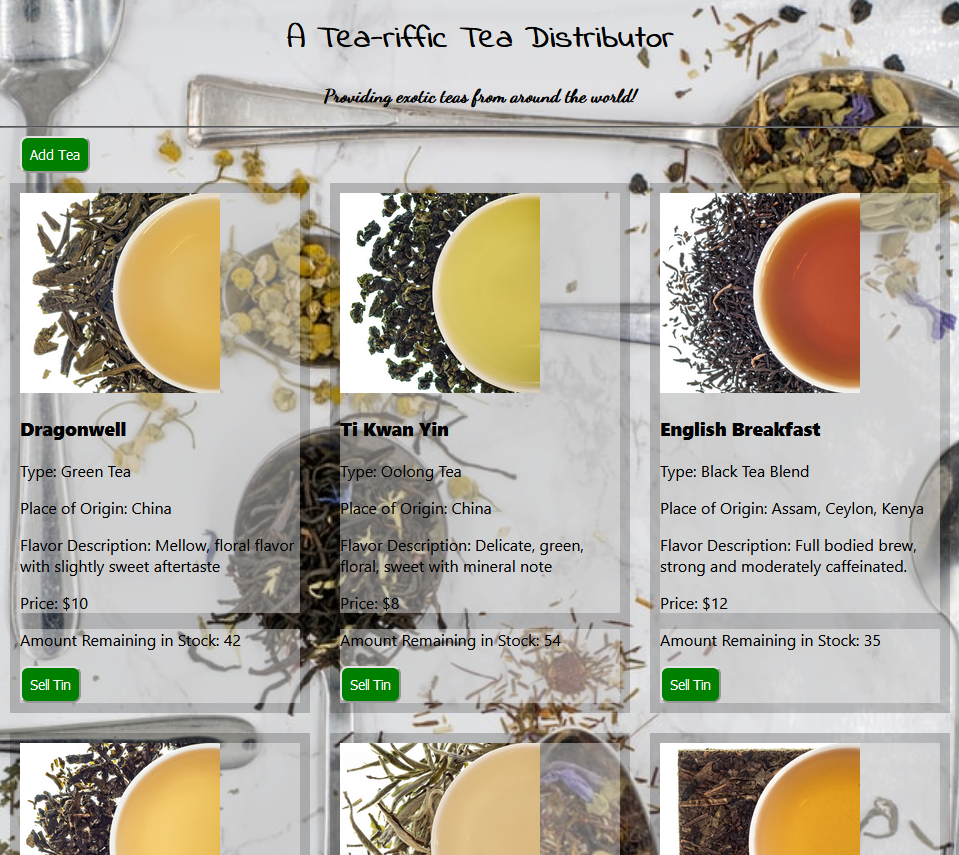 A Tea-riffic Tea Distributor
Providing exotic teas from around the world!
Add Tea
Dragonwell
Type: Green Tea
Place of Origin: China
Flavor Description: Mellow, floral flavor
with slightly sweet aftertaste
Price: $10
Amount Remaining in Stock: 42
Sell Tin
Ti Kwan Yin
Type: Oolong Tea
Place of Origin: China
Flavor Description: Delicate, green,
floral, sweet with mineral note
Price: $8
Amount Remaining in Stock: 54
Sell Tin
English Breakfast
Type: Black Tea Blend
Place of Origin: Assam, Ceylon, Kenya
Flavor Description: Full bodied brew,
strong and moderately caffeinated.
Price: $12
Amount Remaining in Stock: 35
Sell Tin